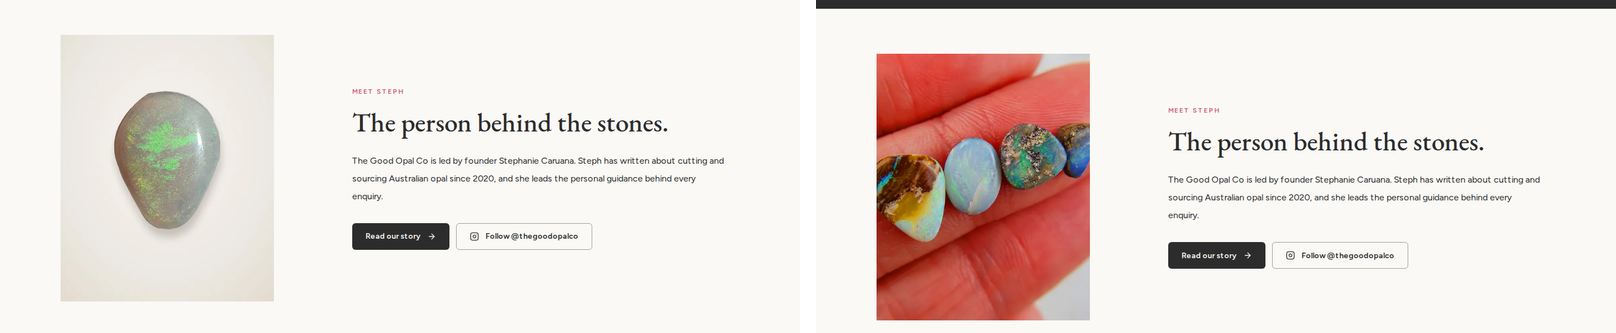 MEET STEPH
The person behind the stones.
The Good Opal Co is led by founder Stephanie Caruana. Steph has written about cutting and
sourcing Australian opal since 2020, and she leads the personal guidance behind every
enquiry.
Read our story → Follow @thegoodopalco
MEET STEPH
The person behind the stones.
The Good Opal Co is led by founder Stephanie Caruana. Steph has written about cutting and
sourcing Australian opal since 2020, and she leads the personal guidance behind every
enquiry.
Read our story → Follow @thegoodopalco